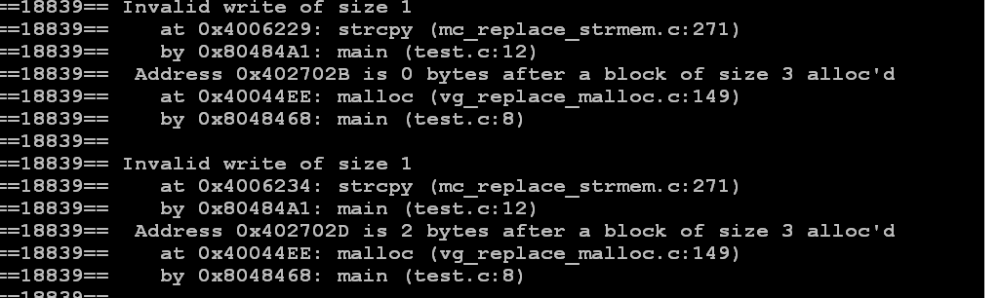 ==18839== Invalid write of size 1
==18839==    at 0x4006229: strcpy (mc_replace_strmem.c:271)
==18839==    by 0x80484A1: main (test.c:12)
==18839==  Address 0x402702B is 0 bytes after a block of size 3 alloc'd
==18839==    at 0x40044EE: malloc (vg_replace_malloc.c:149)
==18839==    by 0x8048468: main (test.c:8)
==18839==
==18839== Invalid write of size 1
==18839==    at 0x4006234: strcpy (mc_replace_strmem.c:271)
==18839==    by 0x80484A1: main (test.c:12)
==18839==  Address 0x402702D is 2 bytes after a block of size 3 alloc'd
==18839==    at 0x40044EE: malloc (vg_replace_malloc.c:149)
==18839==    by 0x8048468: main (test.c:8)
==18839==